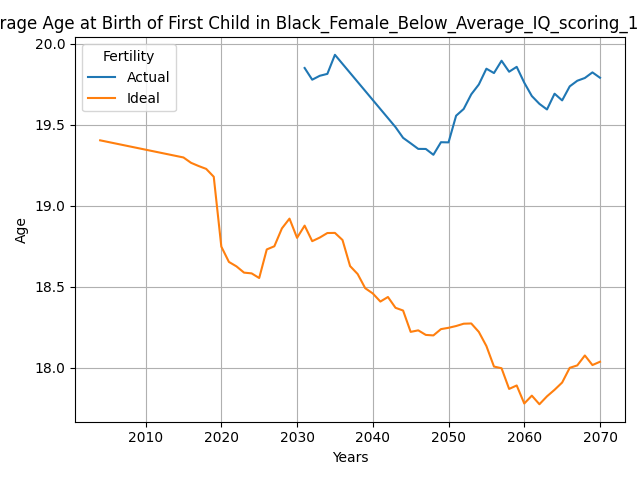 rage Age at Birth of First Child in Black_Female_Below_Average_IQ_scoring_1
Fertility
Actual
Ideal
20.0
19.5
19.0
18.5
18.0
Age
2010 2020 2030 2040 2050 2060 2070
Years